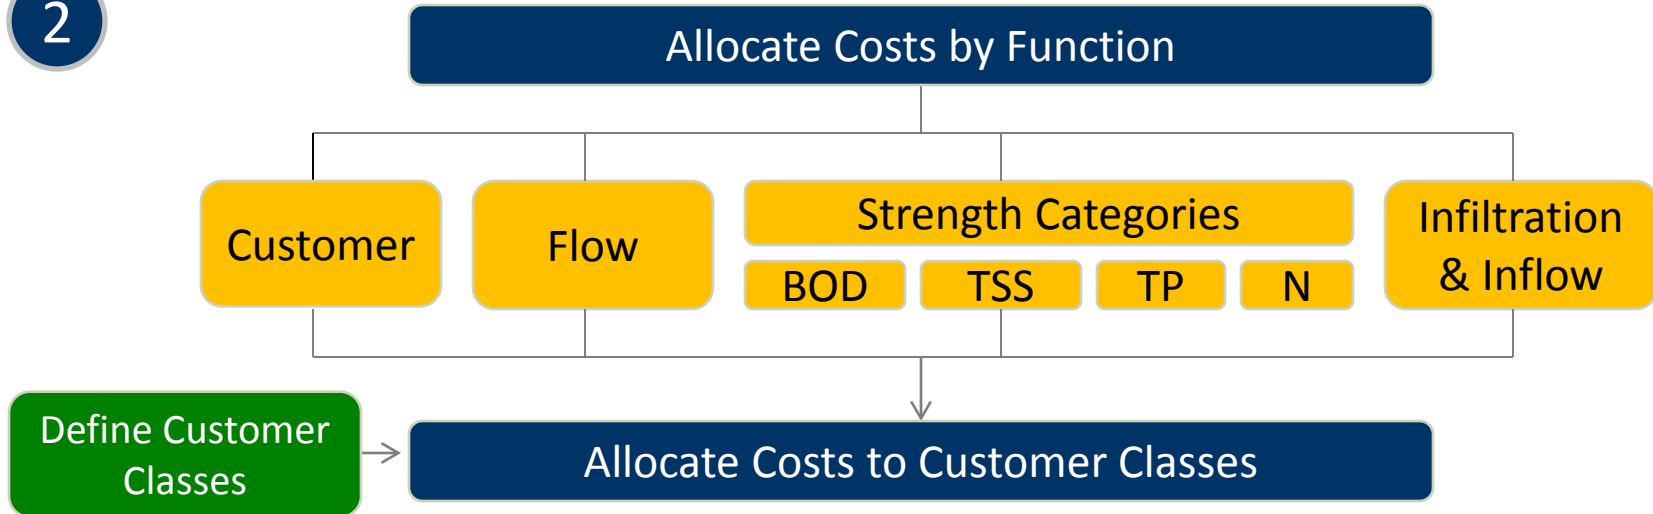 2
Allocate Costs by Function
Customer
Flow
Strength Categories
BOD
TSS
TP
N
Infiltration
& Inflow
Define Customer
Classes
Allocate Costs to Customer Classes